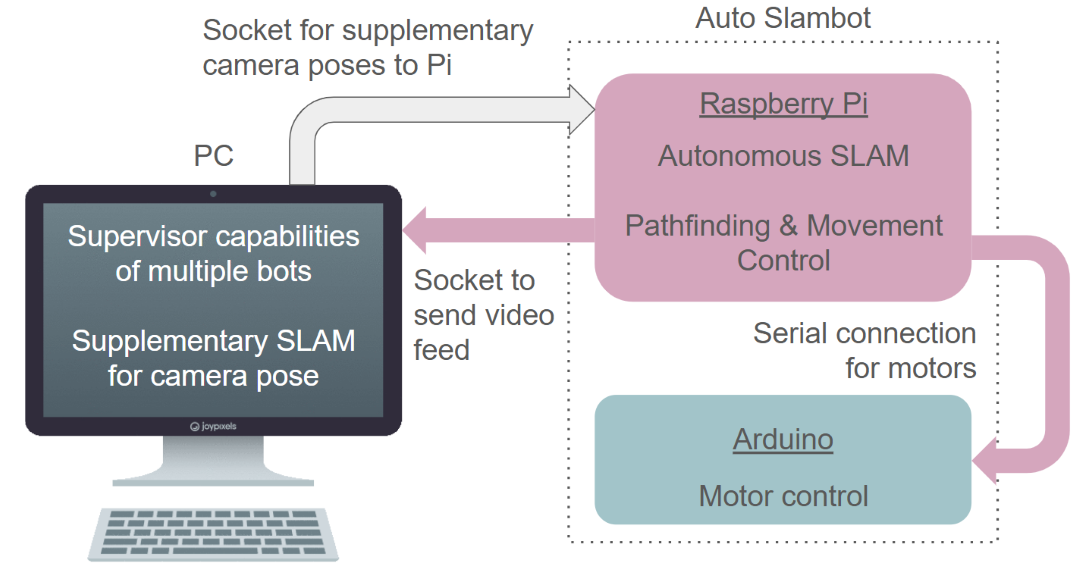 Auto Slambot
Socket for supplementary
camera poses to Pi
PC
Supervisor capabilities
of multiple bots
Supplementary SLAM
for camera pose
joypixels
Socket to
send video
feed
Raspberry Pi
Autonomous SLAM
Pathfinding & Movement
Control
Serial connection
for motors
Arduino
Motor control